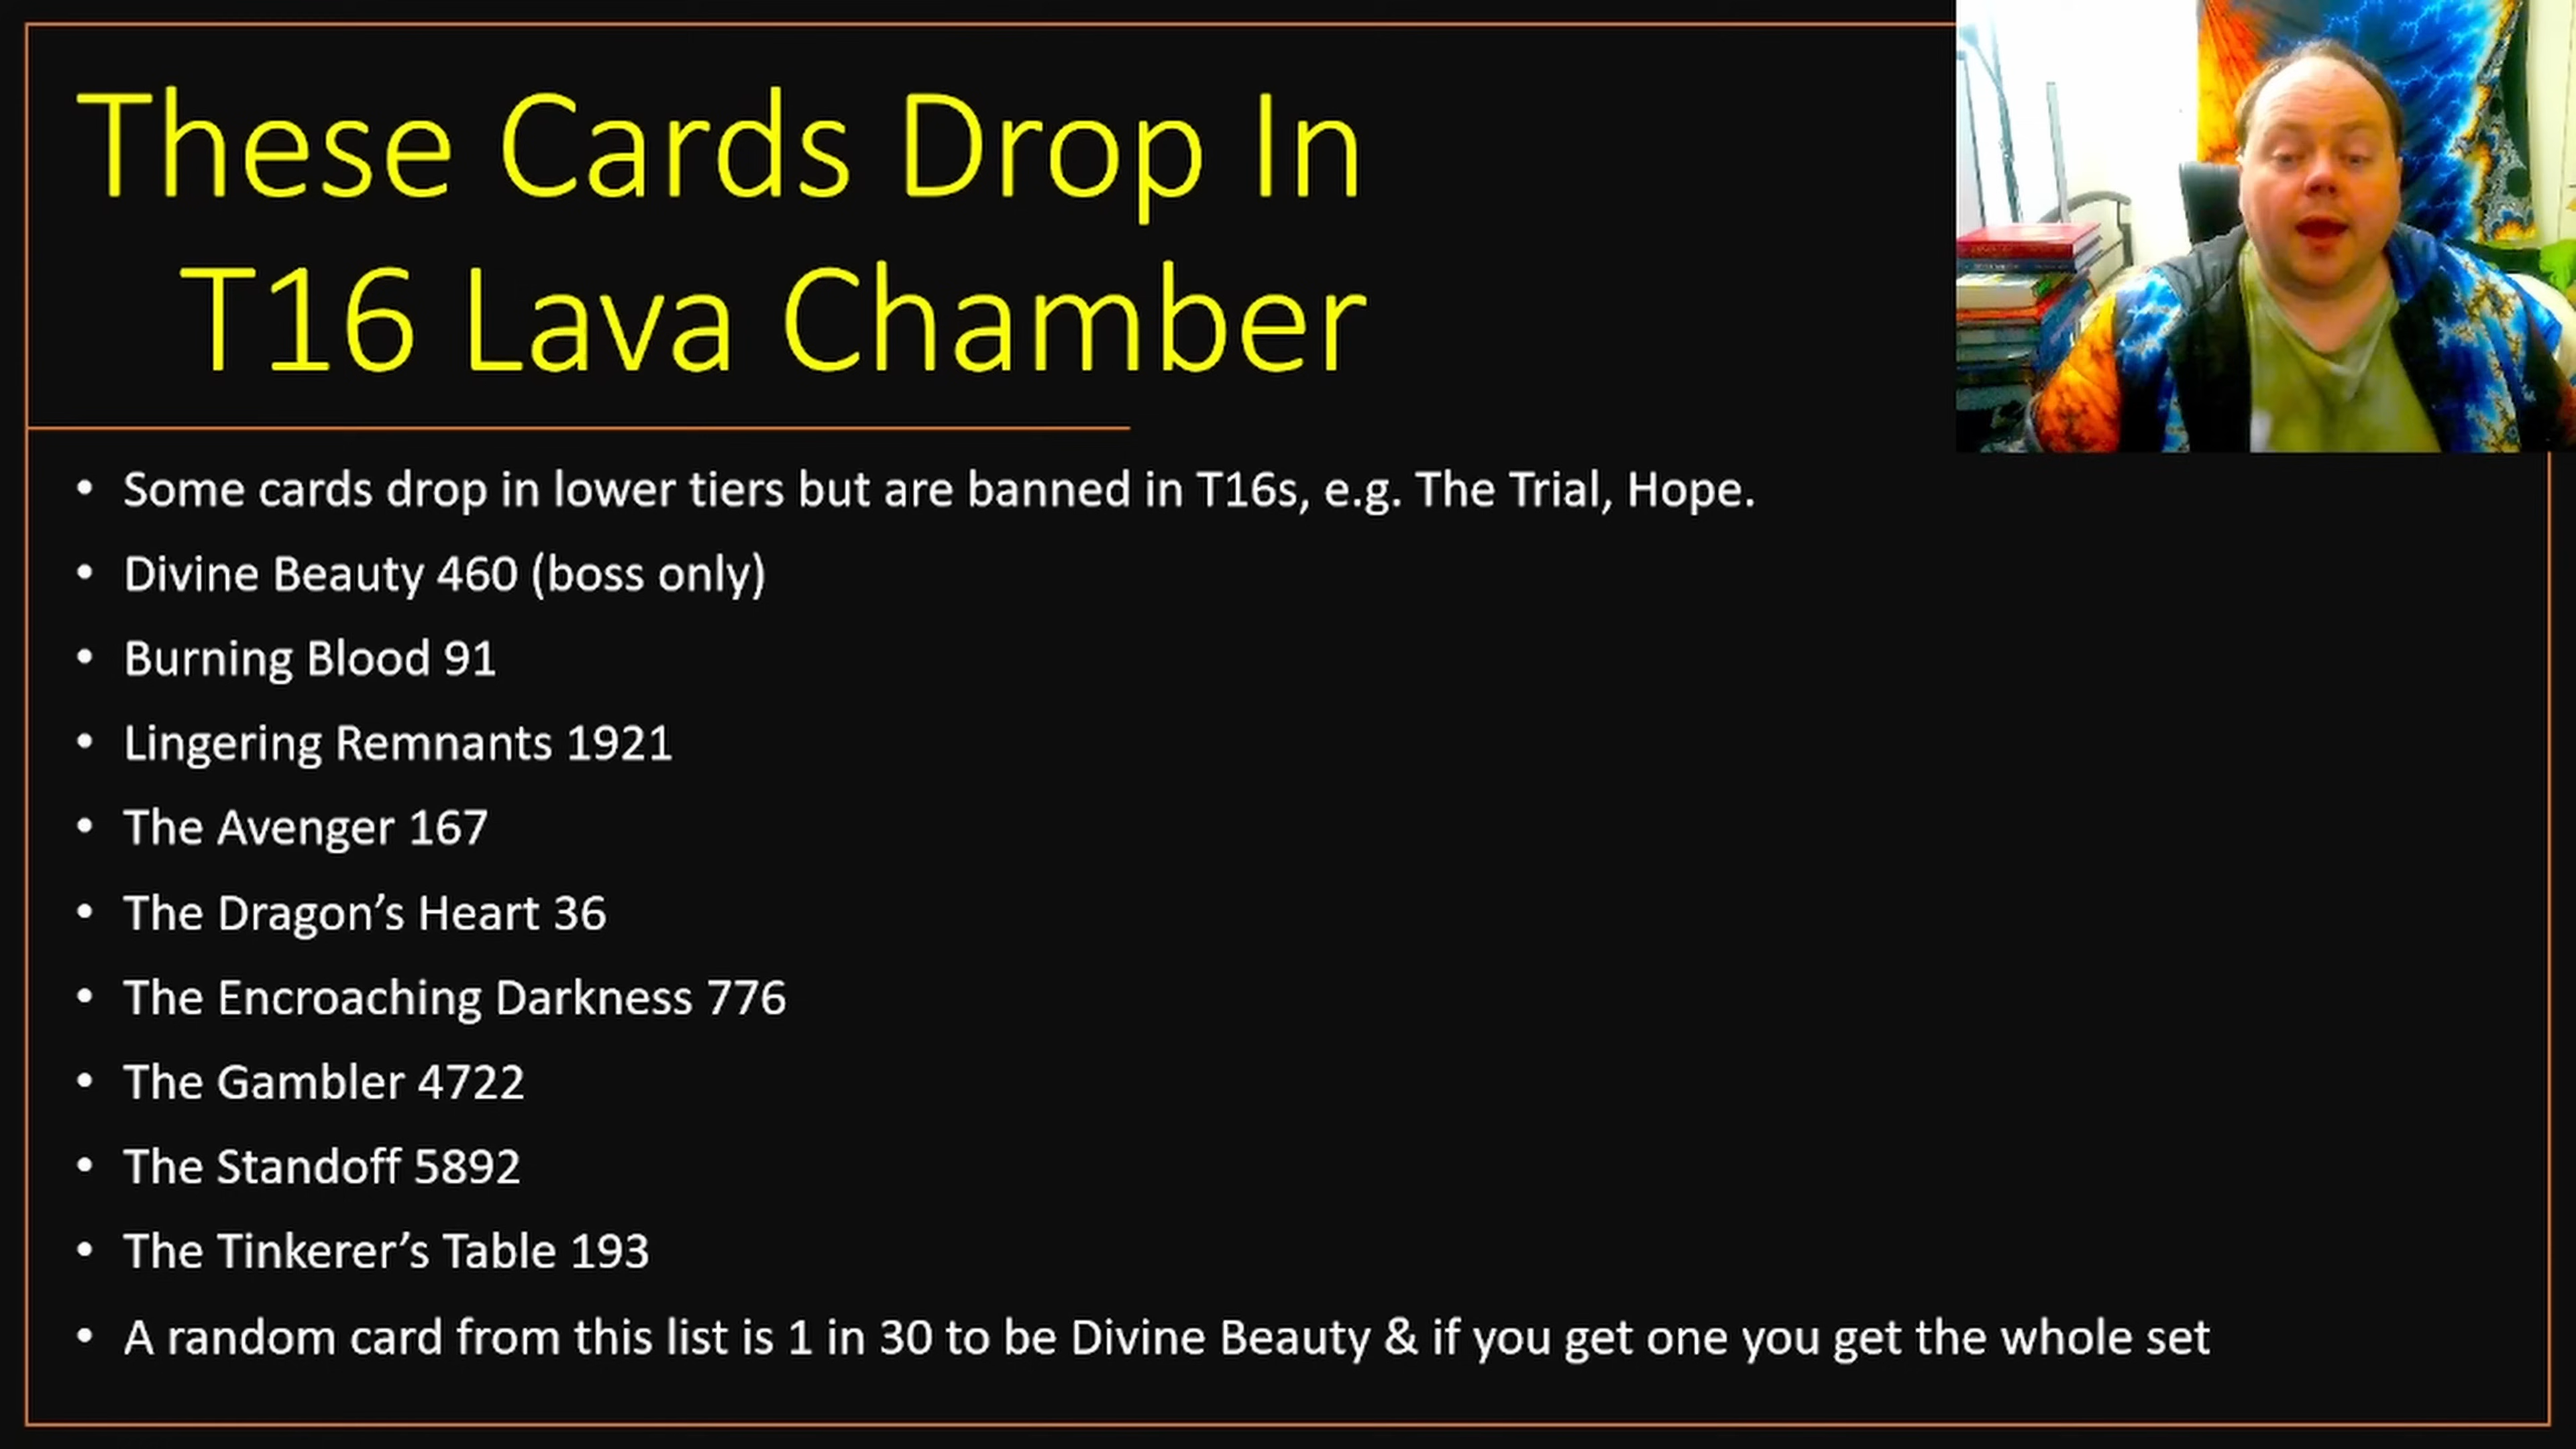 These Cards Drop In
T16 Lava Chamber
• Some cards drop in lower tiers but are banned in T16s, e.g. The Trial, Hope.
• Divine Beauty 460 (boss only)
• Burning Blood 91
• Lingering Remnants 1921
• The Avenger 167
• The Dragon’s Heart 36
• The Encroaching Darkness 776
• The Gambler 4722
• The Standoff 5892
• The Tinkerer’s Table 193
• A random card from this list is 1 in 30 to be Divine Beauty & if you get one you get the whole set